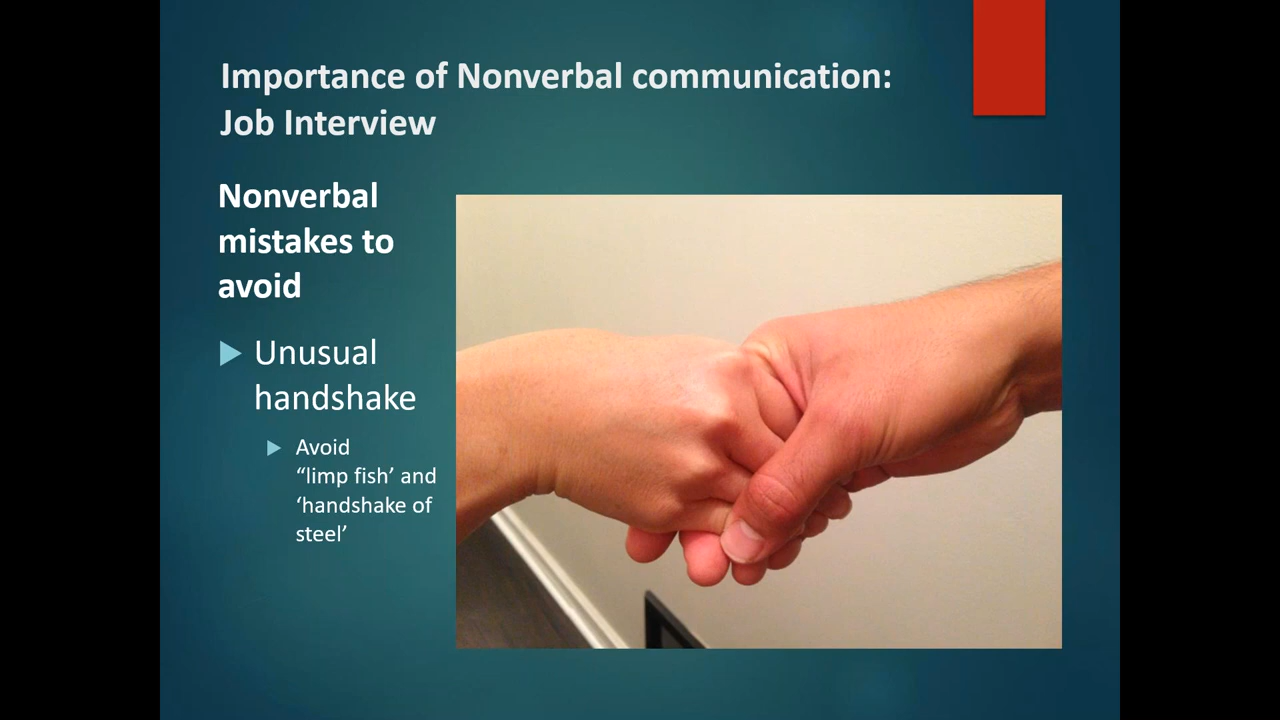 Importance of Nonverbal communication:
Job Interview
Nonverbal
mistakes to
avoid
Unusual
handshake
Avoid
“limp fish’ and
‘handshake of
steel’